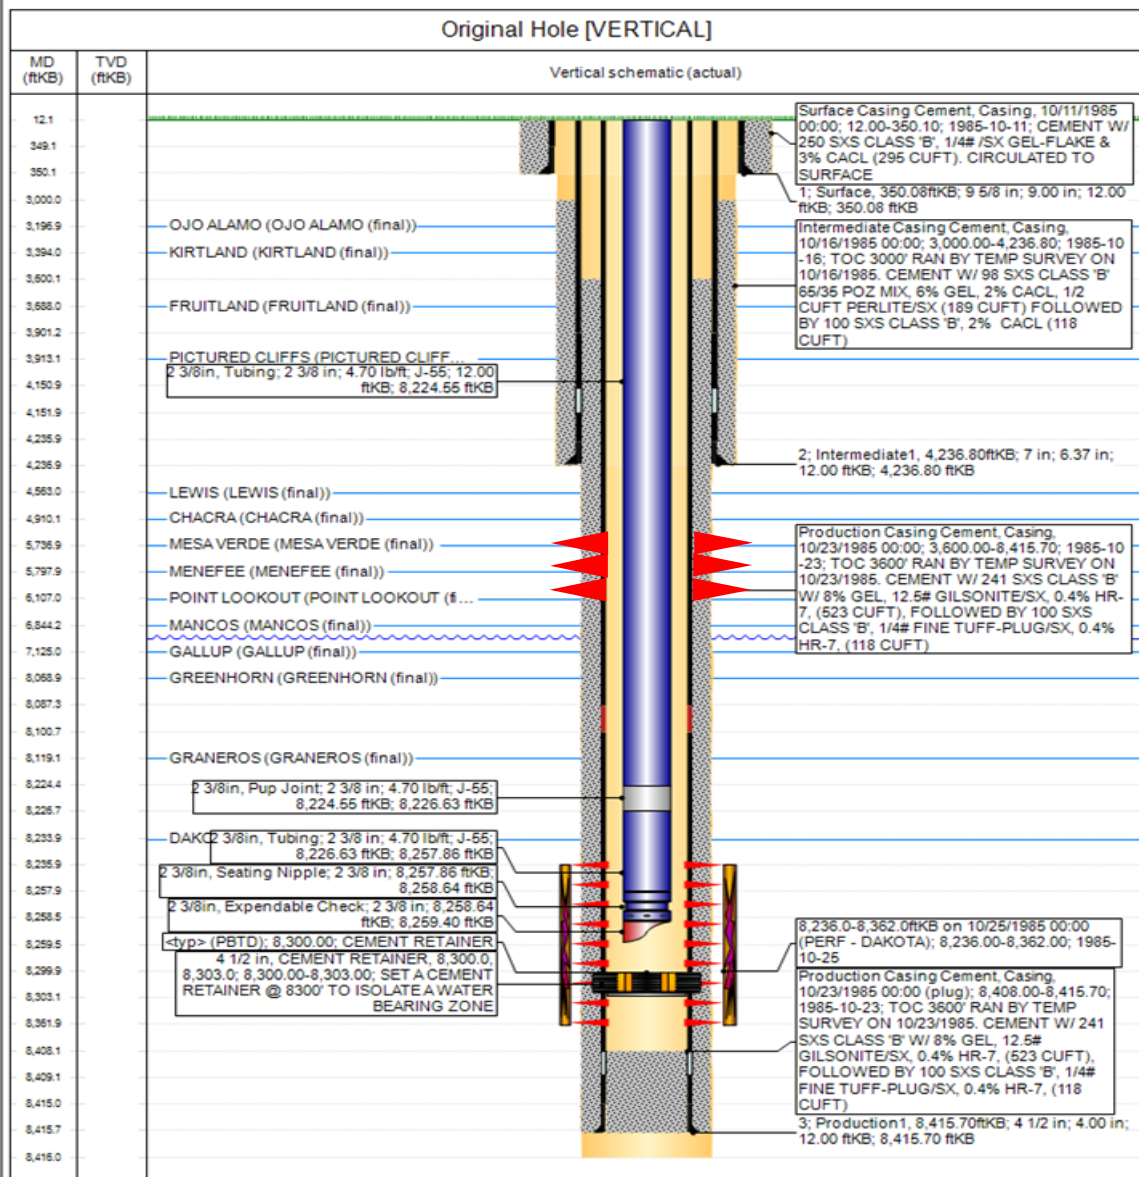 Original Hole [VERTICAL]
MD
(ftKB)
TVD
(ftKB)
Vertical schematic (actual)
12.1
349.1
350.1
3,000.0
3,196.9
3,394.0
3,600.1
3,688.0
3,901.2
3,913.1
4,150.9
4,151.9
4,235.9
4,236.9
4,563.0
4,910.1
5,736.9
5,797.9
6,107.0
6,844.2
7,125.0
8,068.9
8,087.3
8,100.7
8,119.1
8,224.4
8,226.7
8,233.9
8,235.9
8,257.9
8,258.5
8,259.5
8,299.9
8,303.1
8,361.9
8,408.1
8,409.1
8,415.0
8,415.7
8,416.0
OJO ALAMO (OJO ALAMO (final))
KIRTLAND (KIRTLAND (final))
FRUITLAND (FRUITLAND (final))
PICTURED CLIFFS (PICTURED CLIFF...
2 3/8in, Tubing; 2 3/8 in; 4.70 lb/ft; J-55; 12.00
ftKB; 8,224.55 ftKB
LEWIS (LEWIS (final))
CHACRA (CHACRA (final))
MESA VERDE (MESA VERDE (final))
MENEFEE (MENEFEE (final))
POINT LOOKOUT (POINT LOOKOUT (fi...
MANCOS (MANCOS (final))
GALLUP (GALLUP (final))
GREENHORN (GREENHORN (final))
GRANEROS (GRANEROS (final))
2 3/8in, Pup Joint; 2 3/8 in; 4.70 lb/ft; J-55;
8,224.55 ftKB; 8,226.63 ftKB
DAKO
2 3/8in, Tubing; 2 3/8 in; 4.70 lb/ft; J-55;
8,226.63 ftKB; 8,257.86 ftKB
2 3/8in, Seating Nipple; 2 3/8 in; 8,257.86 ftKB;
8,258.64 ftKB
2 3/8in, Expendable Check; 2 3/8 in; 8,258.64
ftKB; 8,259.40 ftKB
<typ> (PBTD); 8,300.00; CEMENT RETAINER
4 1/2 in, CEMENT RETAINER, 8,300.0,
8,303.0; 8,300.00-8,303.00; SET A CEMENT
RETAINER @ 8300' TO ISOLATE A WATER
BEARING ZONE
Surface Casing Cement, Casing, 10/11/1985
00:00; 12.00-350.10; 1985-10-11; CEMENT W/
250 SXS CLASS 'B', 1/4# /SX GEL-FLAKE &
3% CACL (295 CUFT). CIRCULATED TO
SURFACE
1; Surface, 350.08ftKB; 9 5/8 in; 9.00 in; 12.00
ftKB; 350.08 ftKB
Intermediate Casing Cement, Casing,
10/16/1985 00:00; 3,000.00-4,236.80; 1985-10
-16; TOC 3000' RAN BY TEMP SURVEY ON
10/16/1985. CEMENT W/ 98 SXS CLASS 'B'
65/35 POZ MIX, 6% GEL, 2% CACL, 1/2
CUFT PERLITE/SX (189 CUFT) FOLLOWED
BY 100 SXS CLASS 'B', 2% CACL (118
CUFT)
2; Intermediate1, 4,236.80ftKB; 7 in; 6.37 in;
12.00 ftKB; 4,236.80 ftKB
Production Casing Cement, Casing,
10/23/1985 00:00; 3,600.00-8,415.70; 1985-10
-23; TOC 3600' RAN BY TEMP SURVEY ON
10/23/1985. CEMENT W/ 241 SXS CLASS 'B'
W/ 8% GEL, 12.5# GILSONITE/SX, 0.4% HR-
7, (523 CUFT), FOLLOWED BY 100 SXS
CLASS 'B', 1/4# FINE TUFF-PLUG/SX, 0.4%
HR-7, (118 CUFT)
8,236.0-8,362.0ftKB on 10/25/1985 00:00
(PERF - DAKOTA); 8,236.00-8,362.00; 1985-
10-25
Production Casing Cement, Casing,
10/23/1985 00:00 (plug); 8,408.00-8,415.70;
1985-10-23; TOC 3600' RAN BY TEMP
SURVEY ON 10/23/1985. CEMENT W/ 241
SXS CLASS 'B' W/ 8% GEL, 12.5#
GILSONITE/SX, 0.4% HR-7, (523 CUFT),
FOLLOWED BY 100 SXS CLASS 'B', 1/4#
FINE TUFF-PLUG/SX, 0.4% HR-7, (118
CUFT)
3; Production1, 8,415.70ftKB; 4 1/2 in; 4.00 in;
12.00 ftKB; 8,415.70 ftKB